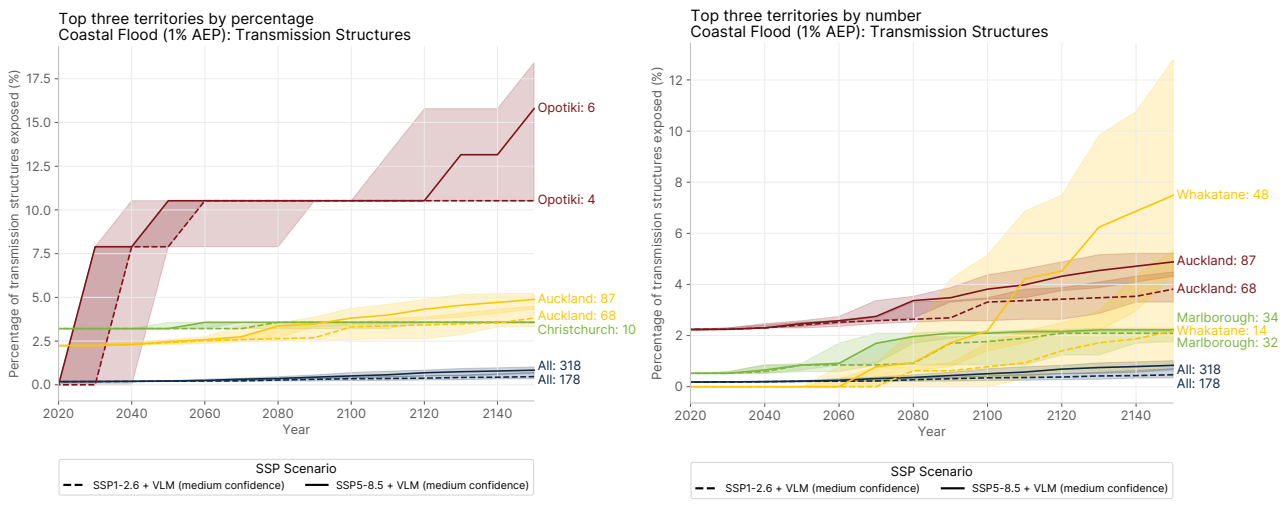 Top three territories by percentage
Coastal Flood (1% AEP): Transmission Structures
Percentage of transmission structures exposed (%)
17.5
15.0
12.5
10.0
7.5
5.0
2.5
0.0
Opotiki: 6
Opotiki: 4
Auckland: 87
Auckland: 68
Christchurch: 10
All: 318
All: 178
2020
2040
2060
2080
2100
2120
2140
Year
SSP Scenario
SSP1-2.6 + VLM (medium confidence)
SSP5-8.5 + VLM (medium confidence)
Top three territories by number
Coastal Flood (1% AEP): Transmission Structures
Percentage of transmission structures exposed (%)
12
10
8
6
4
2
0
Whakatane: 48
Auckland: 87
Auckland: 68
Marlborough: 34
Whakatane: 14
Marlborough: 32
All: 318
All: 178
2020
2040
2060
2080
2100
2120
2140
Year
SSP Scenario
SSP1-2.6 + VLM (medium confidence)
SSP5-8.5 + VLM (medium confidence)